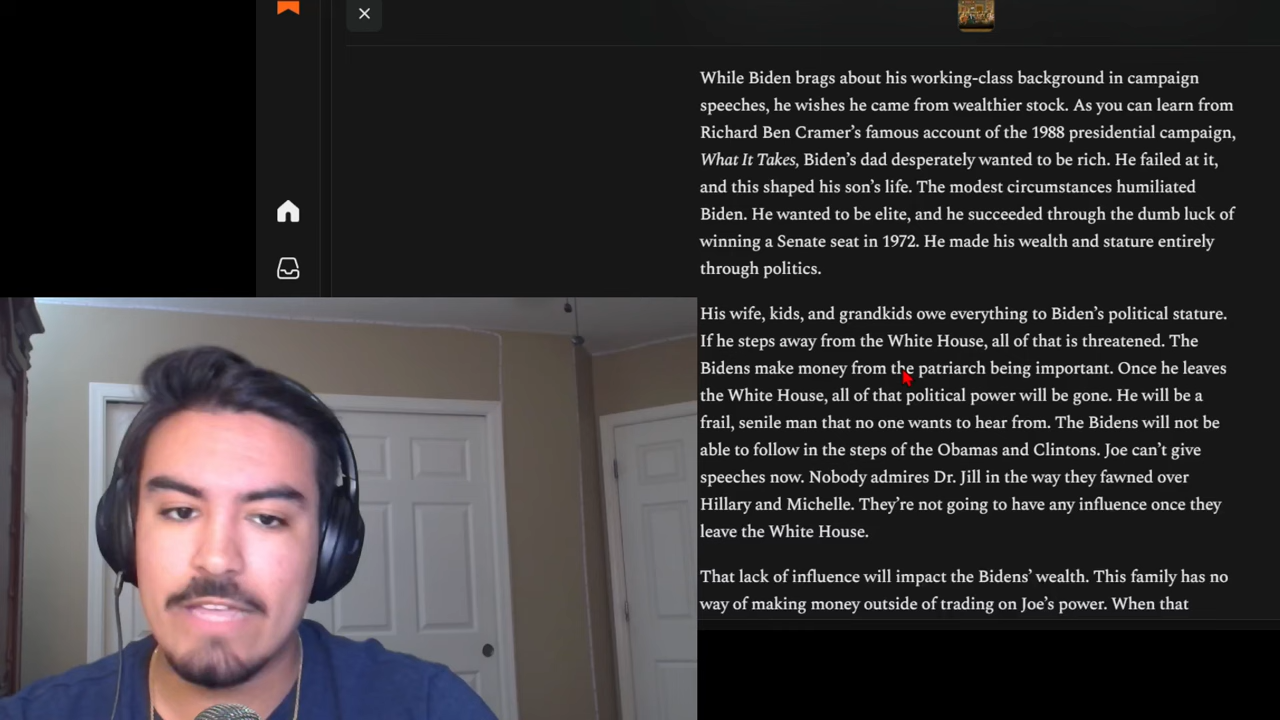 While Biden brags about his working-class background in campaign
speeches, he wishes he came from wealthier stock. As you can learn from
Richard Ben Cramer’s famous account of the 1988 presidential campaign,
What It Takes, Biden’s dad desperately wanted to be rich. He failed at it,
and this shaped his son’s life. The modest circumstances humiliated
Biden. He wanted to be elite, and he succeeded through the dumb luck of
winning a Senate seat in 1972. He made his wealth and stature entirely
through politics.
His wife, kids, and grandkids owe everything to Biden’s political stature.
If he steps away from the White House, all of that is threatened. The
Bidens make money from the patriarch being important. Once he leaves
the White House, all of that political power will be gone. He will be a
frail, senile man that no one wants to hear from. The Bidens will not be
able to follow in the steps of the Obamas and Clintons. Joe can’t give
speeches now. Nobody admires Dr. Jill in the way they fawned over
Hillary and Michelle. They’re not going to have any influence once they
leave the White House.
That lack of influence will impact the Bidens’ wealth. This family has no
way of making money outside of trading on Joe’s power. When that